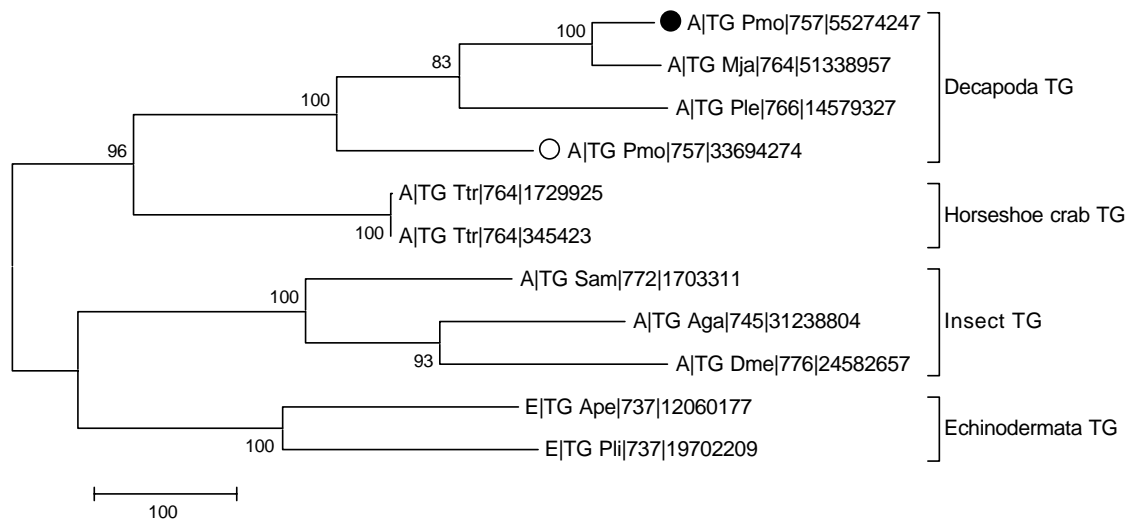 100
A|TG Pmo|757|55274247
83
A|TG Mja|764|51338957
Decapoda TG
100
A|TG Ple|766|14579327
96
A|TG Pmo|757|33694274
A|TG Ttr|764|1729925
Horseshoe crab TG
100
A|TG Ttr|764|345423
A|TG Sam|772|1703311
100
A|TG Aga|745|31238804
Insect TG
93
A|TG Dme|776|24582657
E|TG Ape|737|12060177
Echinodermata TG
100
E|TG Pli|737|19702209
100